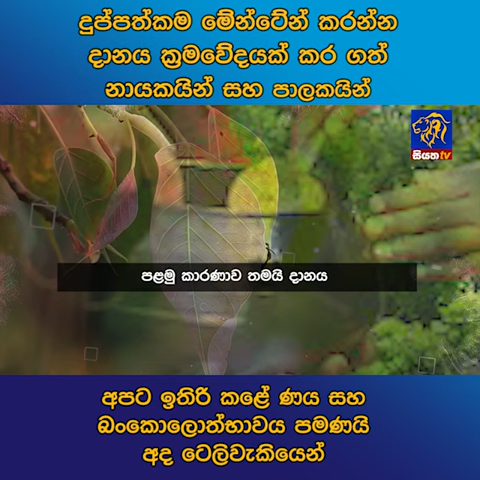 දුප්පත්කම මේන්ටේන් කරන්න
දානය ක්‍රමවේදයක් කර ගත්
නායකයින් සහ පාලකයින්
සියත tv
පළමු කාරණාව තමයි දානය
අපට ඉතිරි කළේ ණය සහ
බංකොලොත්භාවය පමණයි
අද ටෙලිවැකියෙන්